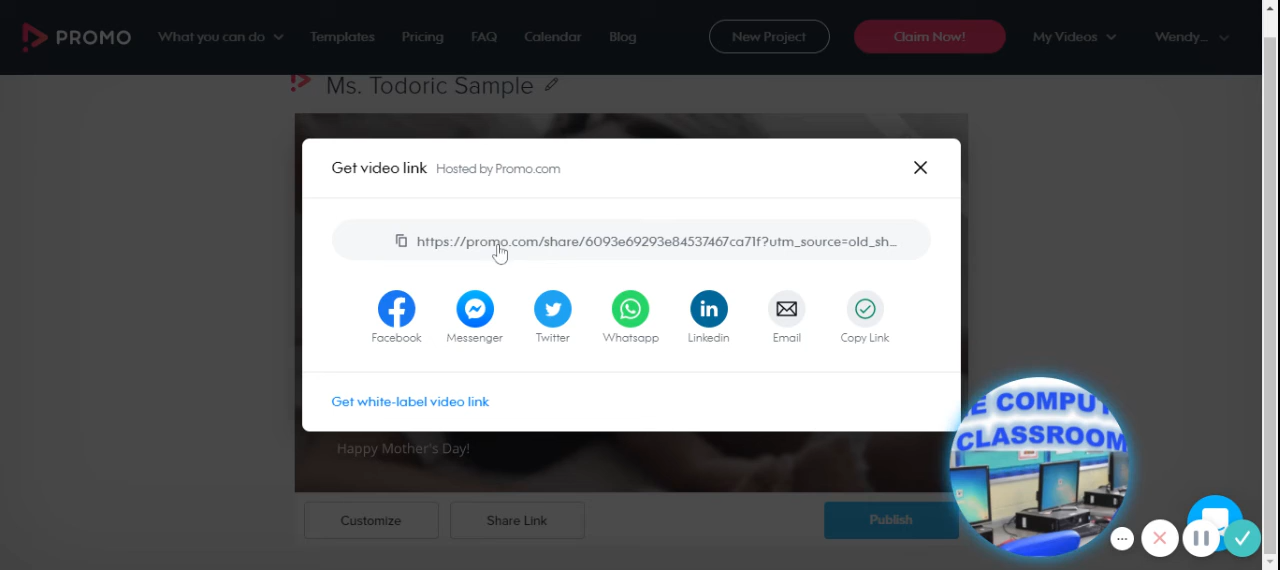 PROMO What you can do Templates Pricing FAQ Calendar Blog New Project Claim Now! My Videos Wendy...
Ms. Todoric Sample
Get video link Hosted by Promo.com
https://promo.com/share/6093e69293e84537467ca71f?utm_source=old_sh...
Facebook Messenger Twitter Whatsapp Linkedin Email Copy Link
Get white-label video link
E COMPUT
CLASSROOM
Happy Mother's Day!
Customize Share Link Publish